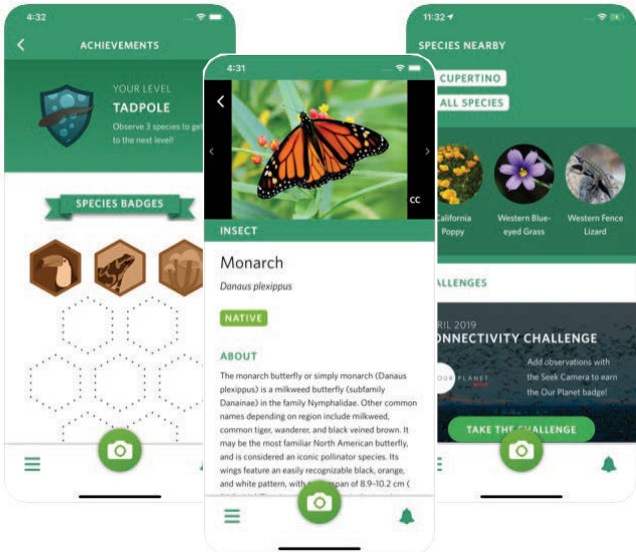 4:32
ACHIEVEMENTS
YOUR LEVEL
TADPOLE
Observe 3 species to get
to the next level!
SPECIES BADGES
4:31
CC
INSECT
Monarch
Danaus plexippus
NATIVE
ABOUT
The monarch butterfly or simply monarch (Danaus
plexippus) is a milkweed butterfly (subfamily
Danainae) in the family Nymphalidae. Other common
names depending on region include milkweed,
common tiger, wanderer, and black veined brown. It
may be the most familiar North American butterfly,
and is considered an iconic pollinator species. Its
wings feature an easily recognizable black, orange,
and white pattern, with span of 8.9–10.2 cm (
11:32
SPECIES NEARBY
CUPERTINO
ALL SPECIES
California
Poppy
Western Blue-
eyed Grass
Western Fence
Lizard
ALLENGES
RIL 2019
ONNECTIVITY CHALLENGE
OUR PLANET
Add observations with
the Seek Camera to earn
the Our Planet badge!
TAKE THE CHALLENGE